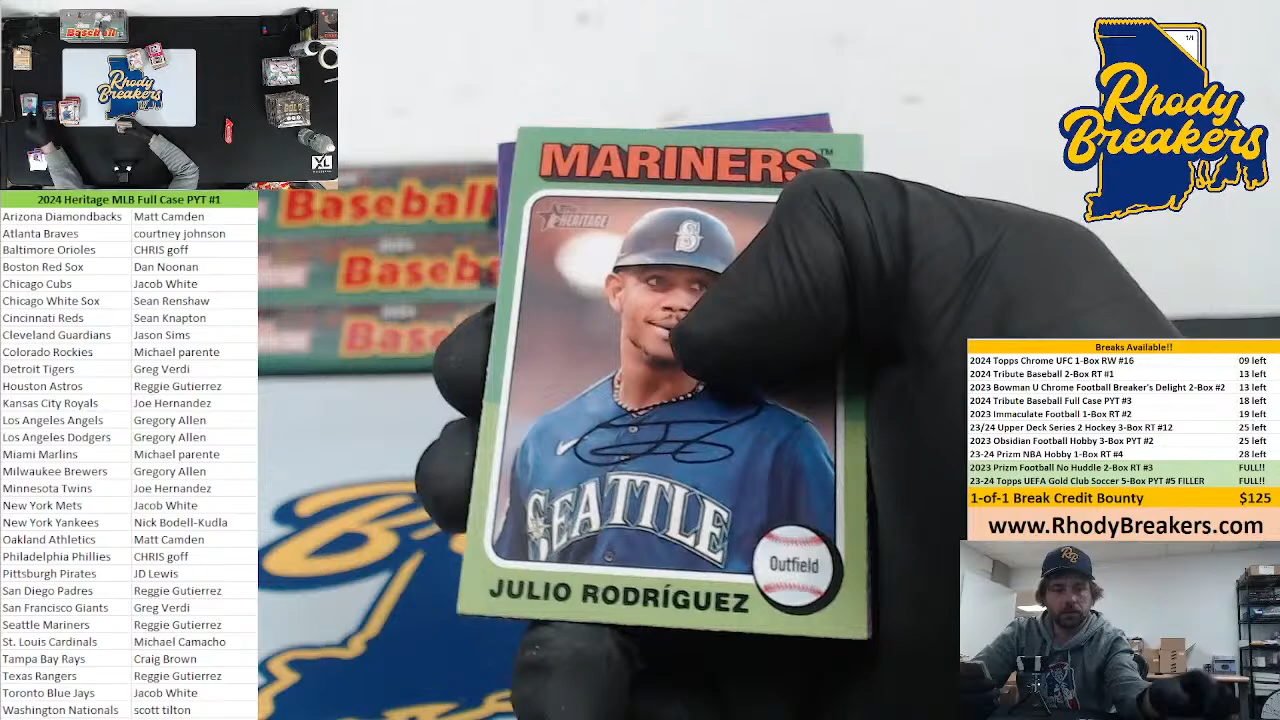 Baseball
Rhody
Breakers
XL
2024 Heritage MLB Full Case PYT #1
Arizona Diamondbacks Matt Camden
Atlanta Braves courtney johnson
Baltimore Orioles CHRIS goff
Boston Red Sox Dan Noonan
Chicago Cubs Jacob White
Chicago White Sox Sean Renshaw
Cincinnati Reds Sean Knapton
Cleveland Guardians Jason Sims
Colorado Rockies Michael parente
Detroit Tigers Greg Verdi
Houston Astros Reggie Gutierrez
Kansas City Royals Joe Hernandez
Los Angeles Angels Gregory Allen
Los Angeles Dodgers Gregory Allen
Miami Marlins Michael parente
Milwaukee Brewers Gregory Allen
Minnesota Twins Joe Hernandez
New York Mets Jacob White
New York Yankees Nick Bodell-Kudla
Oakland Athletics Matt Camden
Philadelphia Phillies CHRIS goff
Pittsburgh Pirates JD Lewis
San Diego Padres Reggie Gutierrez
San Francisco Giants Greg Verdi
Seattle Mariners Reggie Gutierrez
St. Louis Cardinals Michael Camacho
Tampa Bay Rays Craig Brown
Texas Rangers Reggie Gutierrez
Toronto Blue Jays Jacob White
Washington Nationals scott tilton
Baseball
Baseb
Bas
MARINERS™
Topps
HERITAGE
S
SEATTLE
Outfield
JULIO RODRÍGUEZ
1/1
Rhody
Breakers
Breaks Available!!
2024 Topps Chrome UFC 1-Box RW #16 09 left
2024 Tribute Baseball 2-Box RT #1 13 left
2023 Bowman U Chrome Football Breaker's Delight 2-Box #2 13 left
2024 Tribute Baseball Full Case PYT #3 18 left
2023 Immaculate Football 1-Box RT #2 19 left
23/24 Upper Deck Series 2 Hockey 3-Box RT #12 25 left
2023 Obsidian Football Hobby 3-Box PYT #2 25 left
23-24 Prizm NBA Hobby 1-Box RT #4 28 left
2023 Prizm Football No Huddle 2-Box RT #3 FULL!!
23-24 Topps UEFA Gold Club Soccer 5-Box PYT #5 FILLER FULL!!
1-of-1 Break Credit Bounty $125
www.RhodyBreakers.com
RB